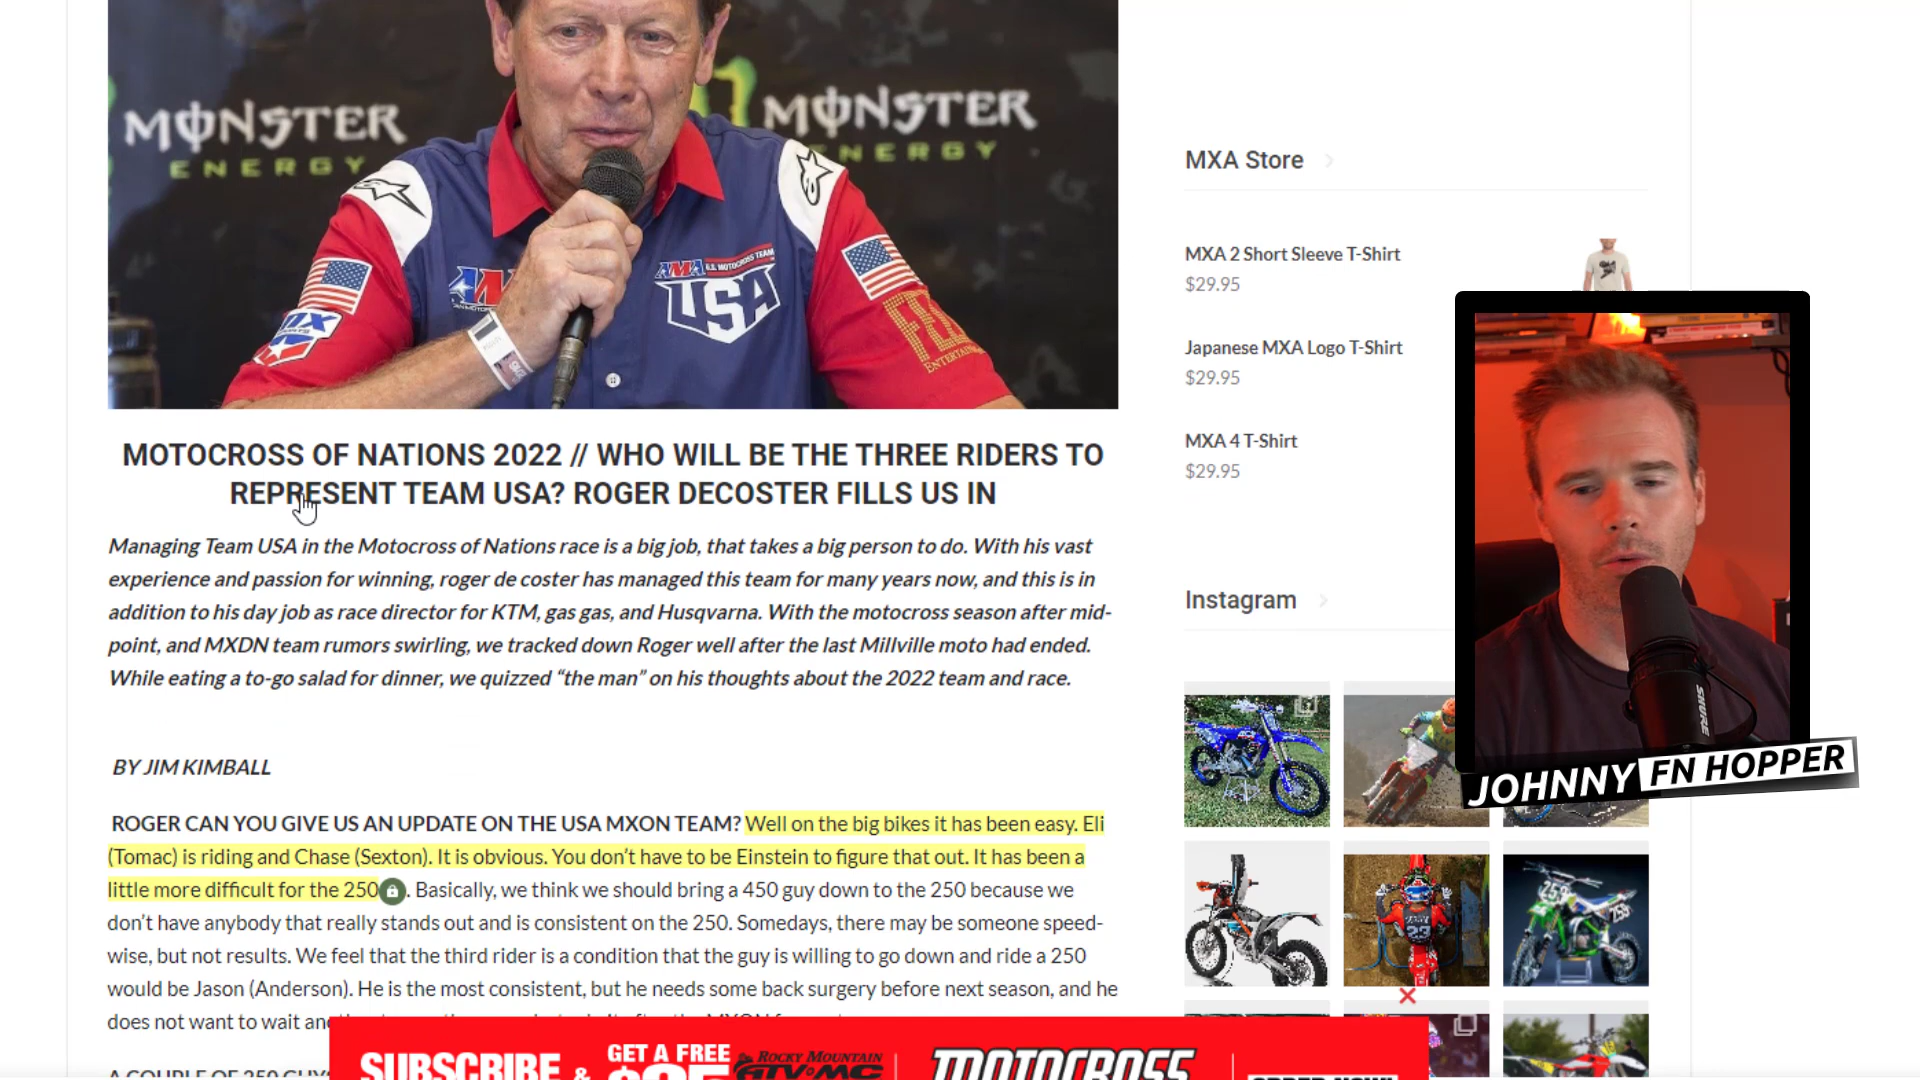 MONSTER
ENERGY
MONSTER
ENERGY
AMA U.S. MOTOCROSS TEAM
USA
MXA Store
MXA 2 Short Sleeve T-Shirt
$29.95
Japanese MXA Logo T-Shirt
$29.95
MXA 4 T-Shirt
$29.95
MOTOCROSS OF NATIONS 2022 // WHO WILL BE THE THREE RIDERS TO
REPRESENT TEAM USA? ROGER DECOSTER FILLS US IN
Managing Team USA in the Motocross of Nations race is a big job, that takes a big person to do. With his vast
experience and passion for winning, roger de coster has managed this team for many years now, and this is in
addition to his day job as race director for KTM, gas gas, and Husqvarna. With the motocross season after mid-
point, and MXDN team rumors swirling, we tracked down Roger well after the last Millville moto had ended.
While eating a to-go salad for dinner, we quizzed “the man” on his thoughts about the 2022 team and race.
BY JIM KIMBALL
ROGER CAN YOU GIVE US AN UPDATE ON THE USA MXON TEAM? Well on the big bikes it has been easy. Eli
(Tomac) is riding and Chase (Sexton). It is obvious. You don’t have to be Einstein to figure that out. It has been a
little more difficult for the 250. Basically, we think we should bring a 450 guy down to the 250 because we
don’t have anybody that really stands out and is consistent on the 250. Somedays, there may be someone speed-
wise, but not results. We feel that the third rider is a condition that the guy is willing to go down and ride a 250
would be Jason (Anderson). He is the most consistent, but he needs some back surgery before next season, and he
does not want to wait
Instagram
SHURE
JOHNNY FN HOPPER
23
259
SUBSCRIBE & GET A FREE
$25
ROCKY MOUNTAIN
ATV MC
MOTOCROSS
ORDER NOW!